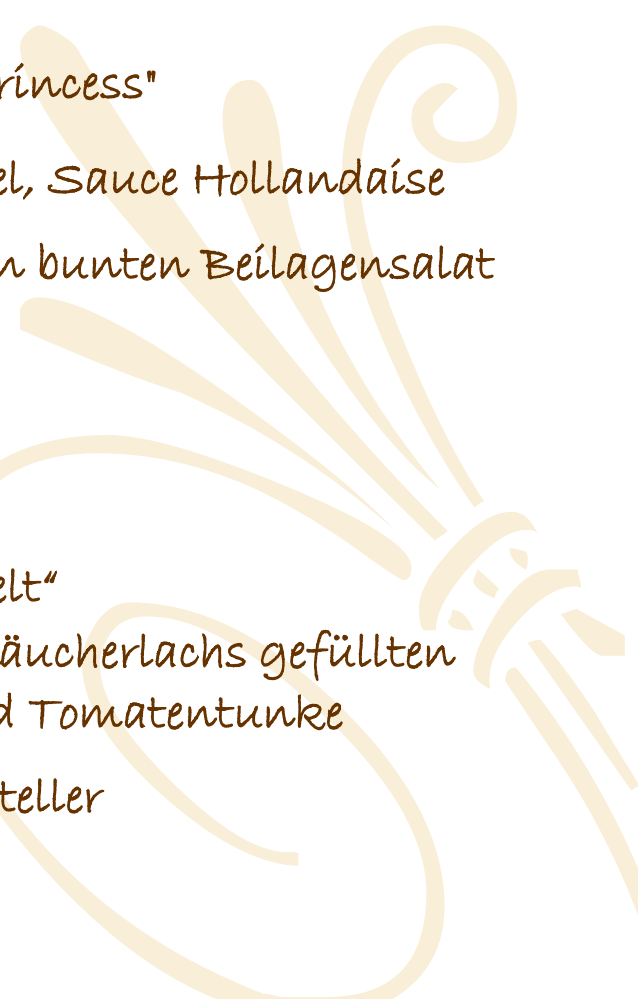 rincess"
el, Sauce Hollandaise
n bunten Beilagensalat
elt“
äucherlachs gefüllten
d Tomatentunke
teller